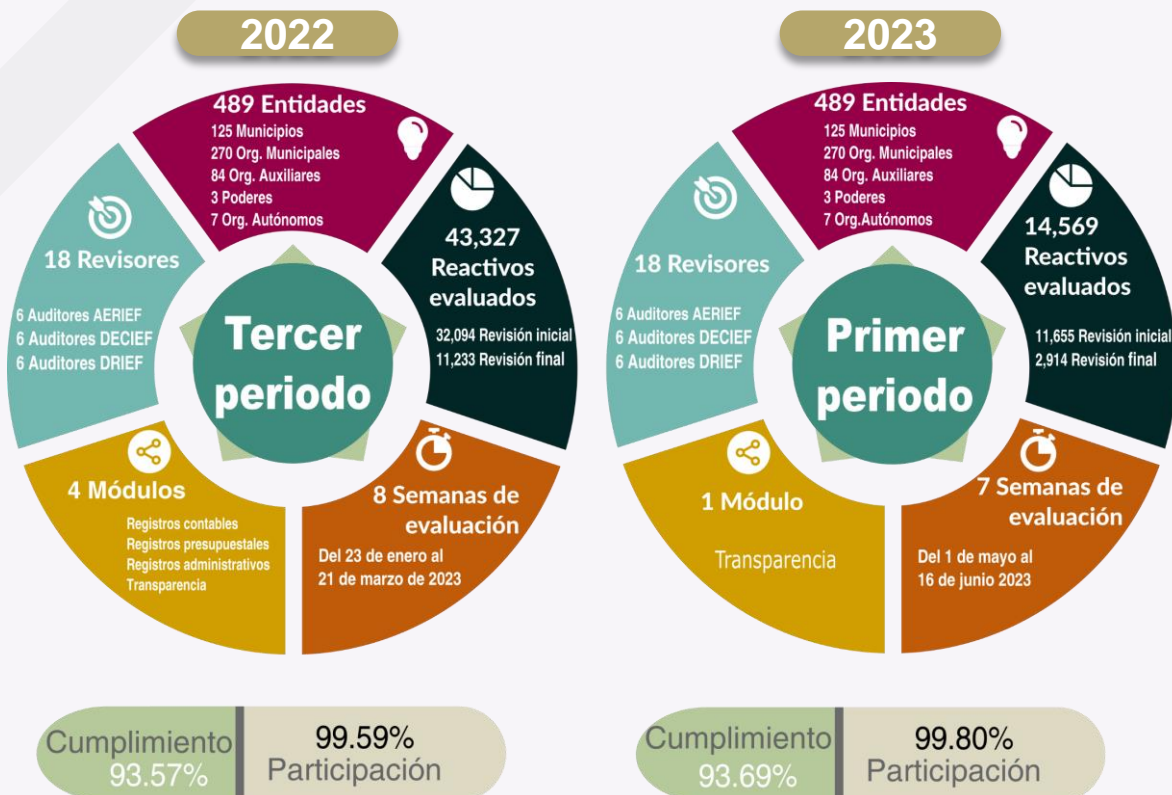 2022
489 Entidades
125 Municipios
270 Org. Municipales
84 Org. Auxiliares
3 Poderes
7 Org. Autónomos
18 Revisores
6 Auditores AERIEF
6 Auditores DECIEF
6 Auditores DRIEF
43,327
Reactivos
evaluados
32,094 Revisión inicial
11,233 Revisión final
Tercer
periodo
4 Módulos
Registros contables
Registros presupuestales
Registros administrativos
Transparencia
8 Semanas de
evaluación
Del 23 de enero al
21 de marzo de 2023
Cumplimiento
93.57%
99.59%
Participación
2023
489 Entidades
125 Municipios
270 Org. Municipales
84 Org. Auxiliares
3 Poderes
7 Org.Autónomos
18 Revisores
6 Auditores AERIEF
6 Auditores DECIEF
6 Auditores DRIEF
14,569
Reactivos
evaluados
11,655 Revisión inicial
2,914 Revisión final
Primer
periodo
1 Módulo
Transparencia
7 Semanas de
evaluación
Del 1 de mayo al
16 de junio 2023
Cumplimiento
93.69%
99.80%
Participación